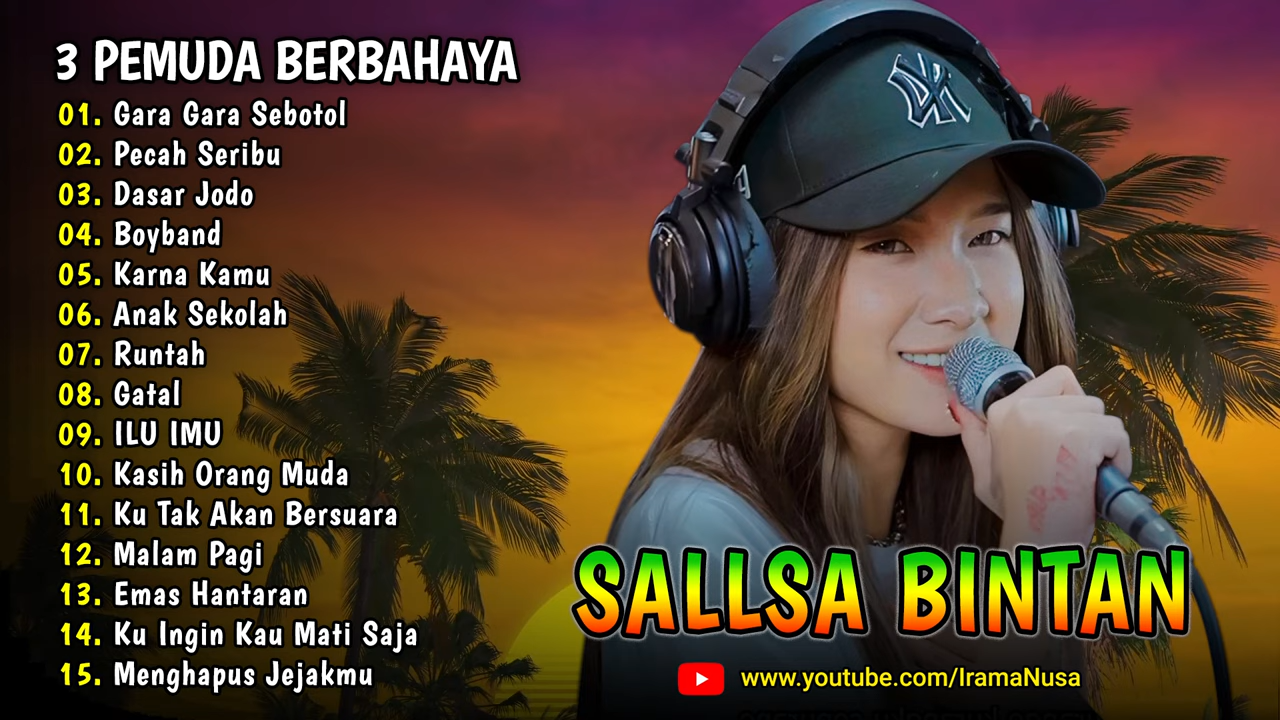 3 PEMUDA BERBAHAYA
01. Gara Gara Sebotol
02. Pecah Seribu
03. Dasar Jodo
04. Boyband
05. Karna Kamu
06. Anak Sekolah
07. Runtah
08. Gatal
09. ILU IMU
10. Kasih Orang Muda
11. Ku Tak Akan Bersuara
12. Malam Pagi
13. Emas Hantaran
14. Ku Ingin Kau Mati Saja
15. Menghapus Jejakmu
SALLSA BINTAN
www.youtube.com/IramaNusa